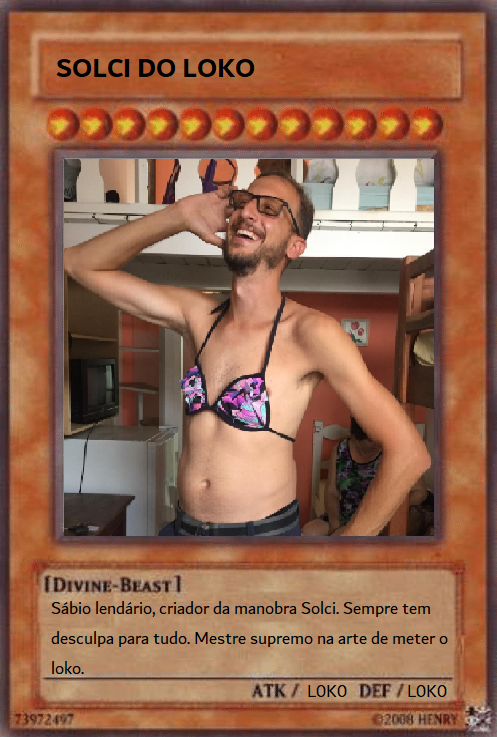 SOLCI DO LOKO
[DIVINE-BEAST]
Sábio lendário, criador da manobra Solci. Sempre tem
desculpa para tudo. Mestre supremo na arte de meter o
loko.
ATK / LOKO DEF / LOKO
73972497 ©2008 HENRY